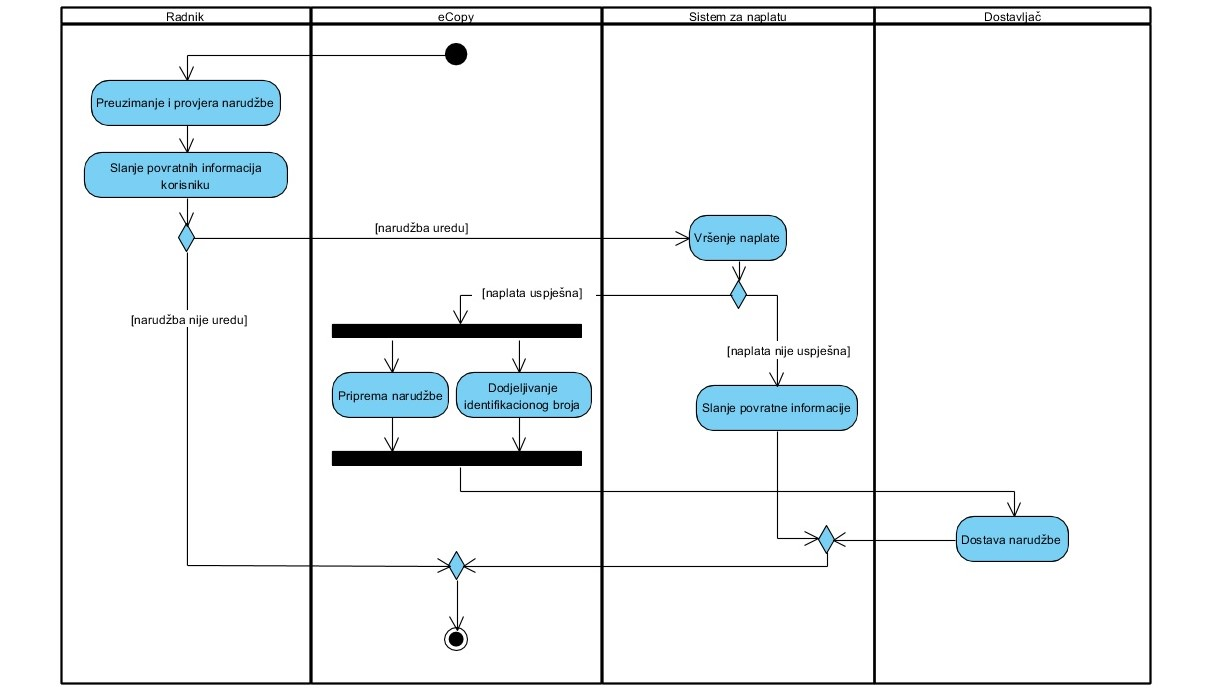 Radnik
eCopy
Sistem za naplatu
Dostavljač
Preuzimanje i provjera narudžbe
Slanje povratnih informacija
korisniku
[narudžba uredu]
Vršenje naplate
[naplata uspješna]
[narudžba nije uredu]
[naplata nije uspješna]
Priprema narudžbe
Dodjeljivanje
identifikacionog broja
Slanje povratne informacije
Dostava narudžbe